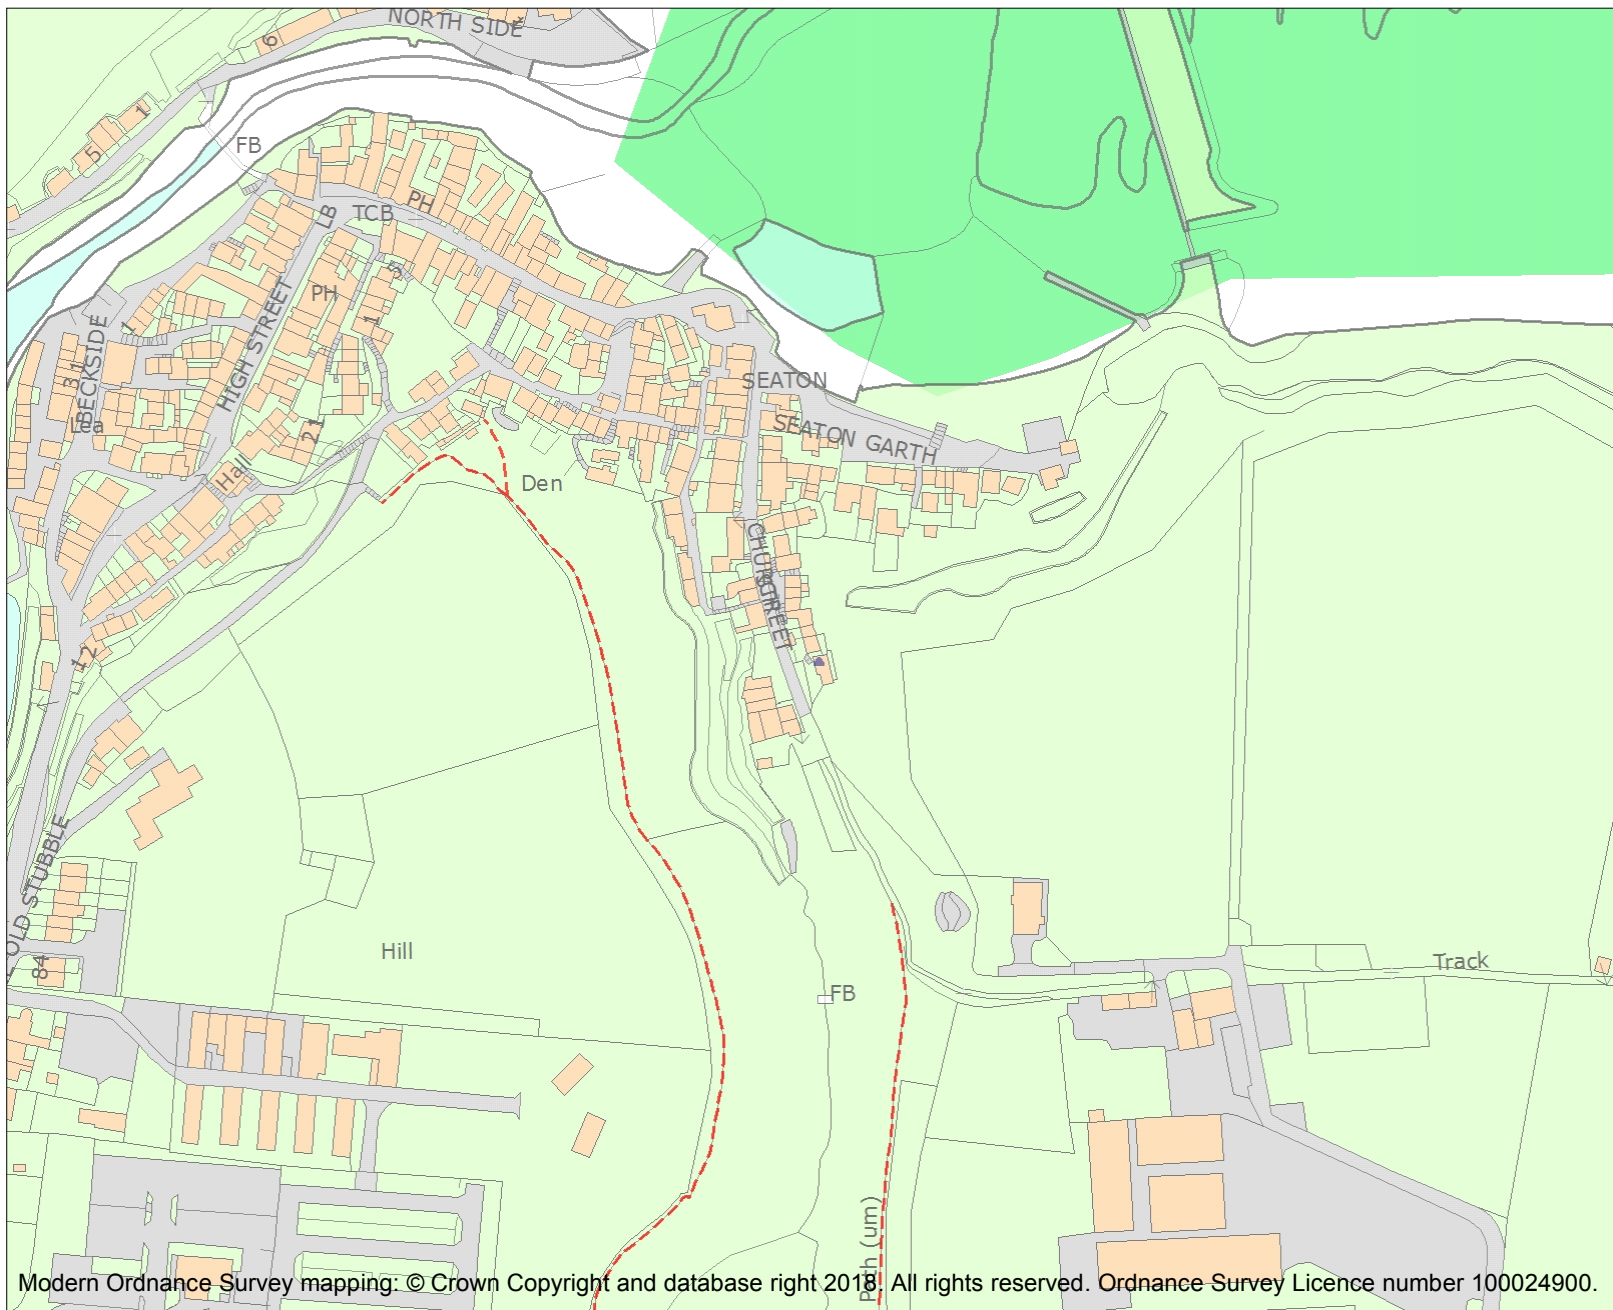 NORTH SIDE
6
1
5
FB
LB
TCB
PH
5
PH
1
1
HIGH STREET
BECKSIDE
31
Lea
21
Hall
SEATON
SEATON GARTH
Den
CHURCH
STREET
12
OLD STUBBLE
84
Hill
FB
Track
Path (um)
Modern Ordnance Survey mapping: © Crown Copyright and database right 2018. All rights reserved. Ordnance Survey Licence number 100024900.